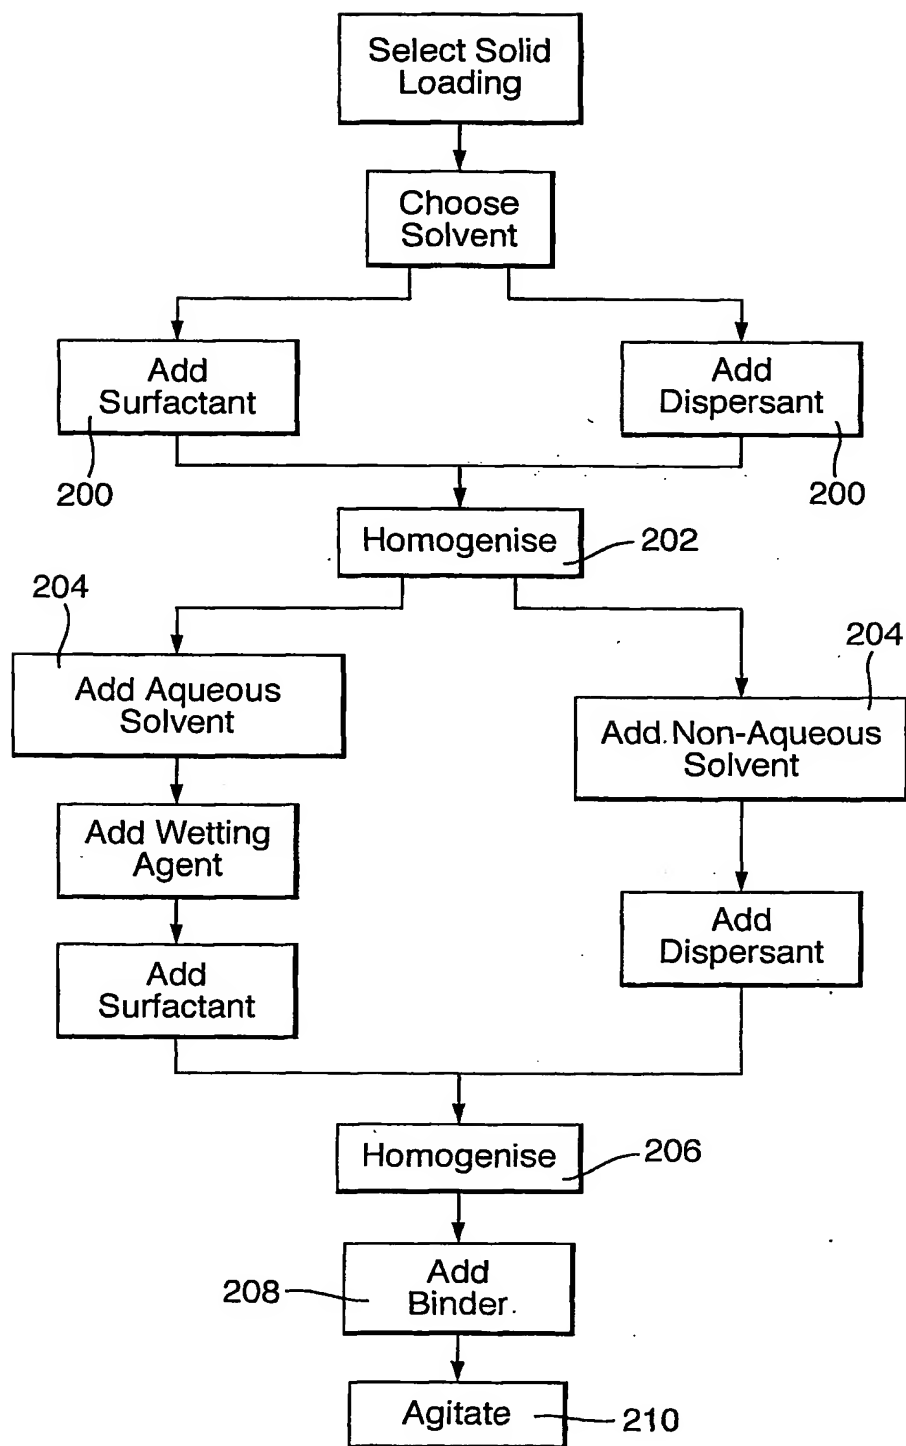 Select Solid
Loading
Choose
Solvent
Add
Surfactant
200
Add
Dispersant
200
Homogenise
202
204
Add Aqueous
Solvent
204
Add Non-Aqueous
Solvent
Add Wetting
Agent
Add
Surfactant
Add
Dispersant
Homogenise
206
208
Add
Binder
Agitate
210